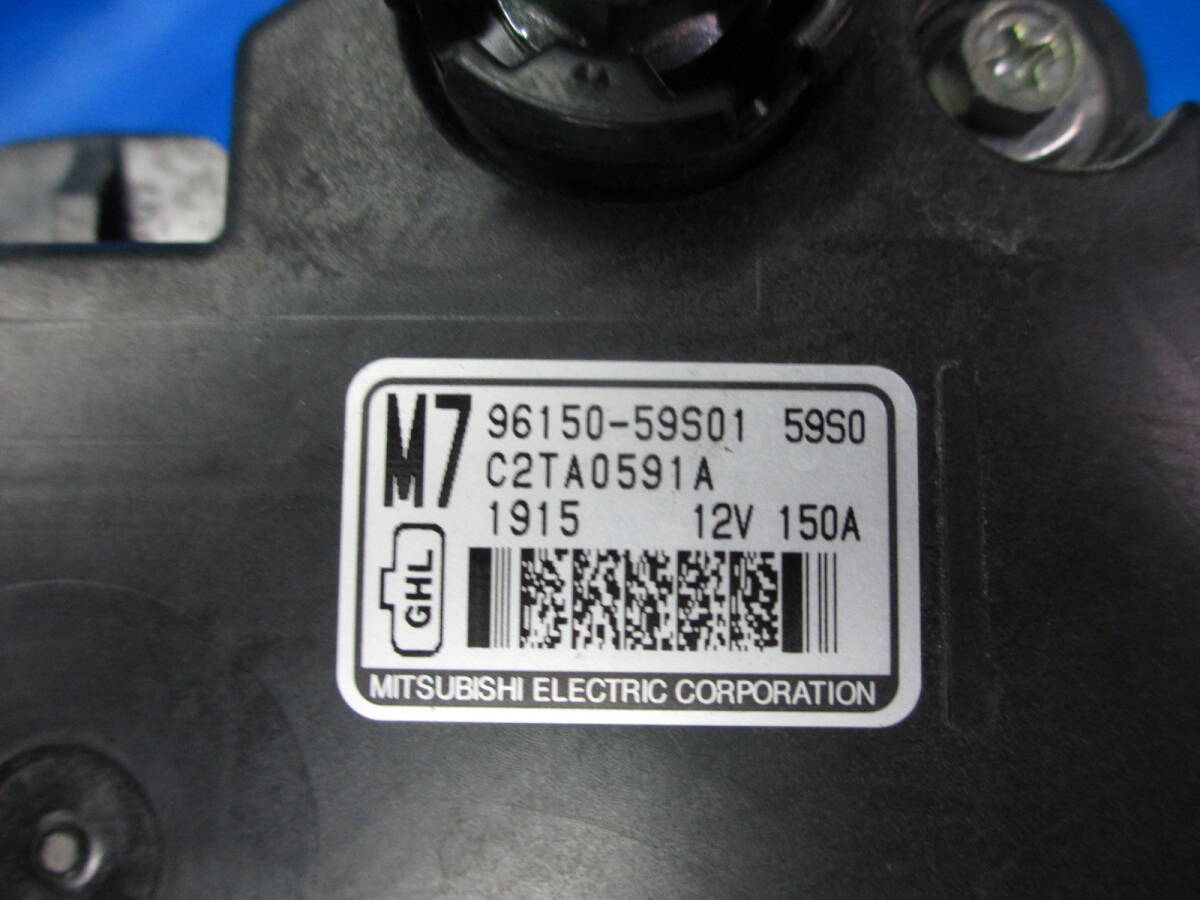 M7 96150-59S01 59S0
C2TA0591A
1915 12V 150A
GHL
MITSUBISHI ELECTRIC CORPORATION